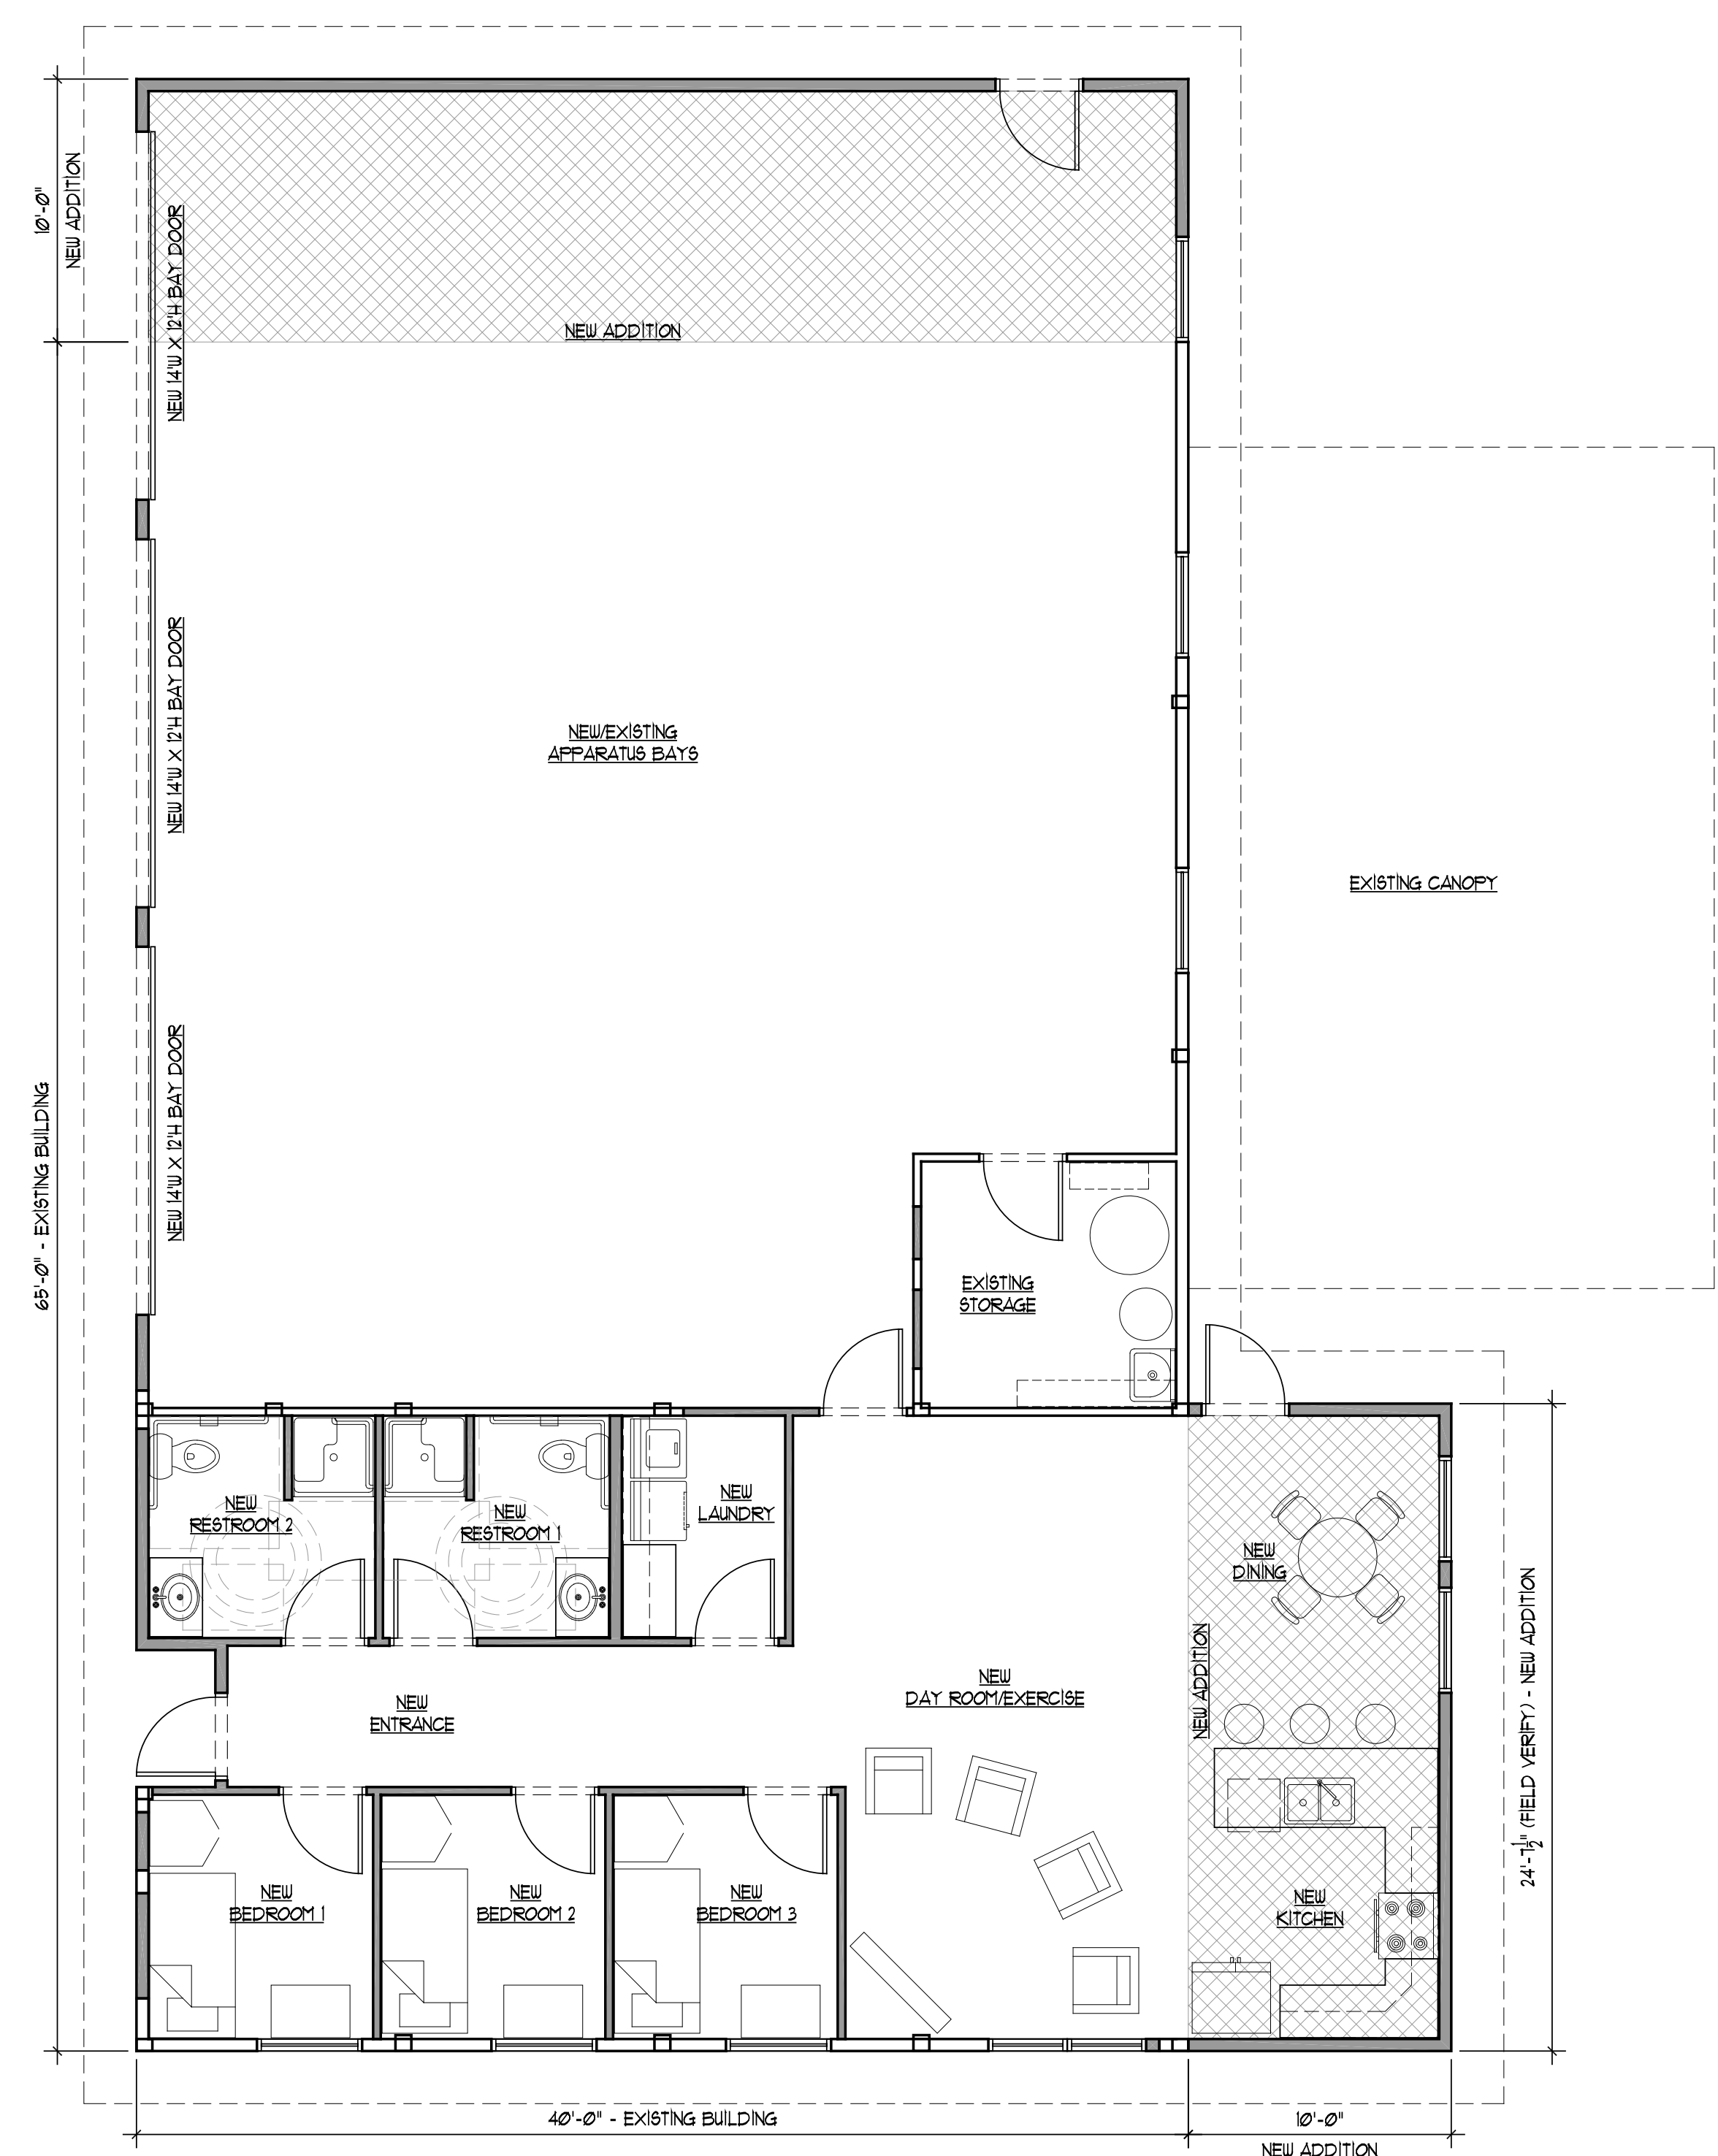 10'-0"
NEW ADDITION
NEW 14'W X 12'H BAY DOOR
NEW ADDITION
NEW 14'W X 12'H BAY DOOR
NEW/EXISTING
APPARATUS BAYS
EXISTING CANOPY
65'-0" - EXISTING BUILDING
NEW 14'W X 12'H BAY DOOR
EXISTING
STORAGE
NEW
RESTROOM 2
NEW
RESTROOM 1
NEW
LAUNDRY
NEW
DINING
NEW ADDITION
24'-1 1/2" (FIELD VERIFY) - NEW ADDITION
NEW
ENTRANCE
NEW
DAY ROOM/EXERCISE
NEW
BEDROOM 1
NEW
BEDROOM 2
NEW
BEDROOM 3
NEW
KITCHEN
40'-0" - EXISTING BUILDING
10'-0"
NEW ADDITION